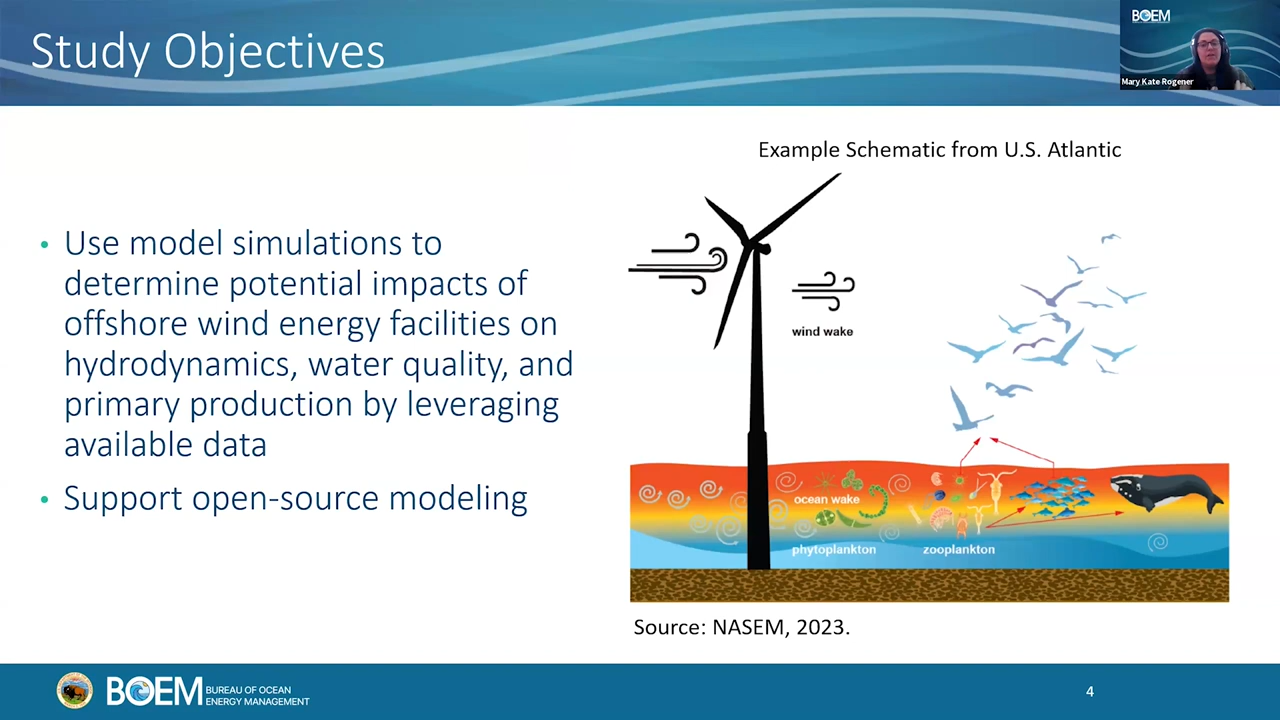 Study Objectives
BOEM
Mary Kate Rogener
Example Schematic from U.S. Atlantic
• Use model simulations to
determine potential impacts of
offshore wind energy facilities on
hydrodynamics, water quality, and
primary production by leveraging
available data
• Support open-source modeling
wind wake
ocean wake
phytoplankton
zooplankton
Source: NASEM, 2023.
BOEM
BUREAU OF OCEAN
ENERGY MANAGEMENT
4